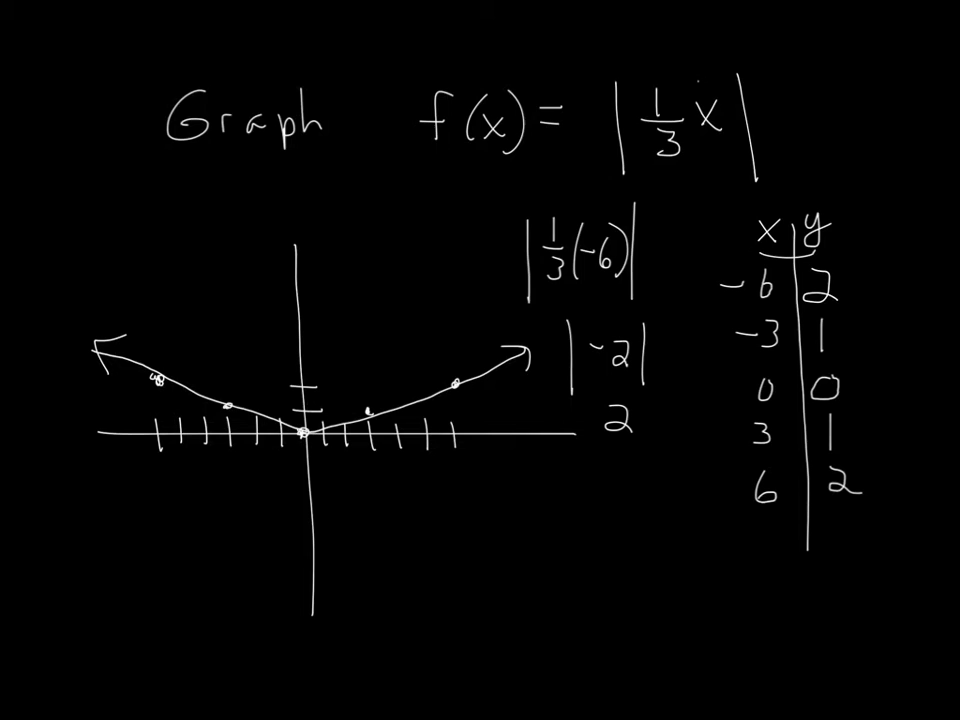 Graph f(x) = | 1/3 x |
| 1/3 (-6) |
| -2 |
2
x y
-6 2
-3 1
0 0
3 1
6 2